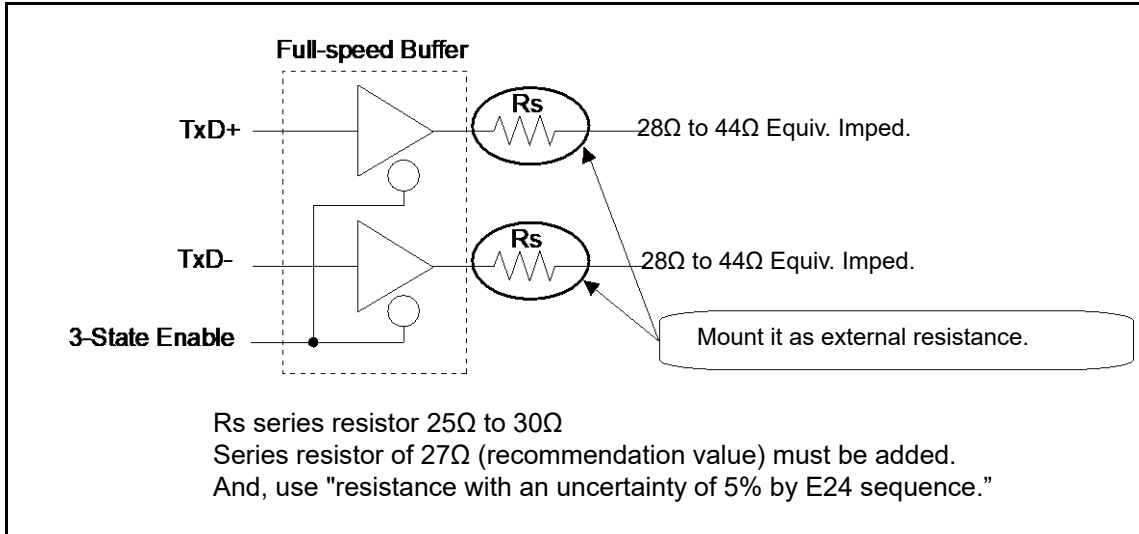 Full-speed Buffer
Rs
TxD+
28Ω to 44Ω Equiv. Imped.
Rs
TxD-
28Ω to 44Ω Equiv. Imped.
3-State Enable
Mount it as external resistance.
Rs series resistor 25Ω to 30Ω
Series resistor of 27Ω (recommendation value) must be added.
And, use "resistance with an uncertainty of 5% by E24 sequence.”